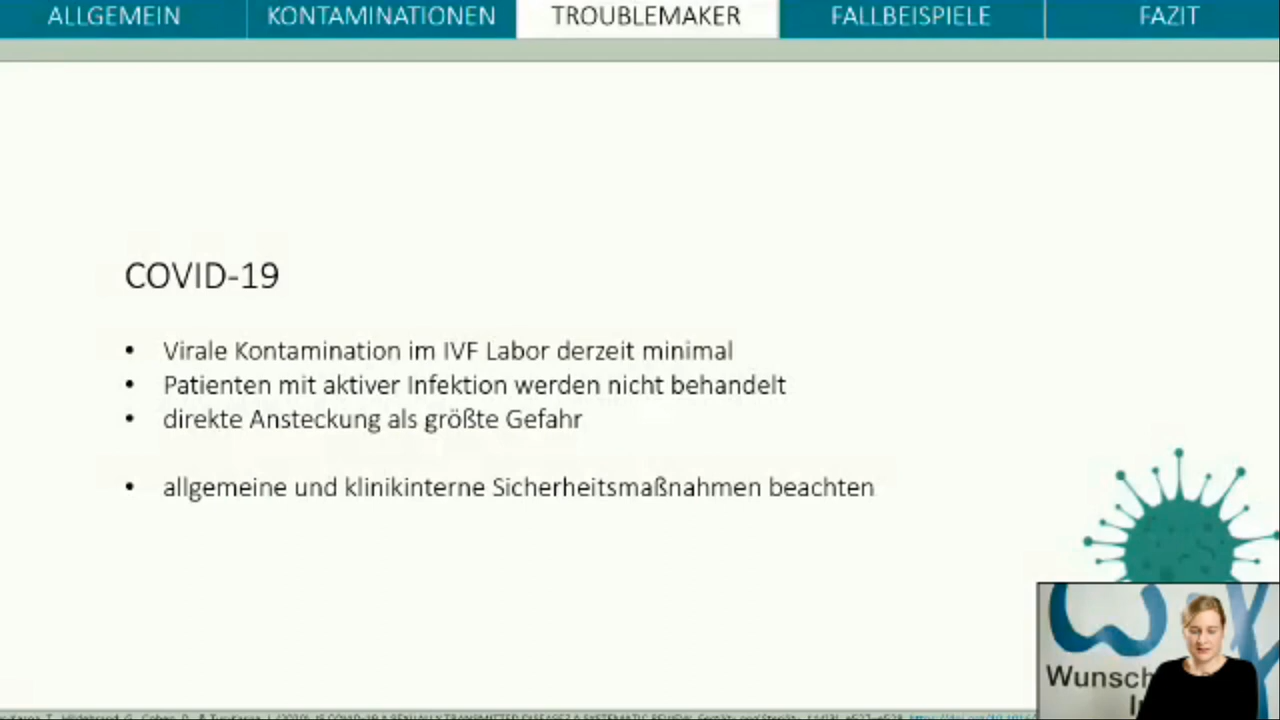 ALLGEMEIN
KONTAMINATIONEN
TROUBLEMAKER
FALLBEISPIELE
FAZIT
COVID-19
• Virale Kontamination im IVF Labor derzeit minimal
• Patienten mit aktiver Infektion werden nicht behandelt
• direkte Ansteckung als größte Gefahr
• allgemeine und klinikinterne Sicherheitsmaßnahmen beachten
Wunsch